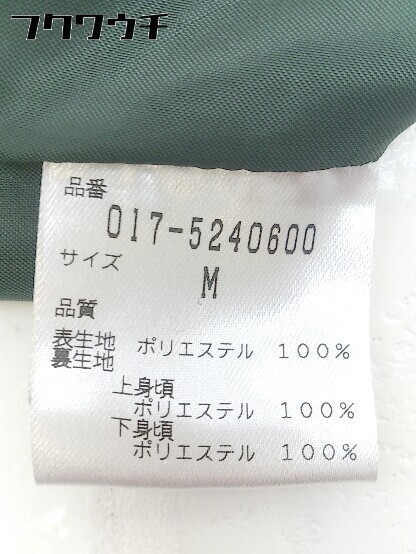 フクワウチ
品番
017-5240600
サイズ
M
品質
表生地 ポリエステル 100%
裏生地
上身頃
ポリエステル 100%
下身頃
ポリエステル 100%